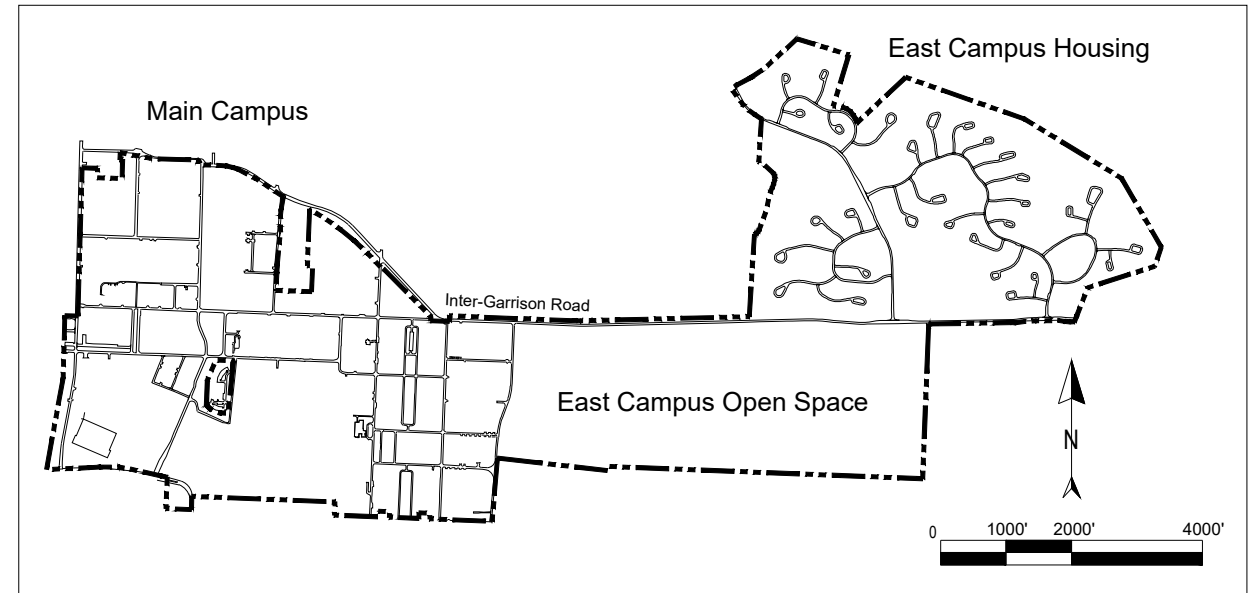 East Campus Housing
Main Campus
Inter-Garrison Road
East Campus Open Space
N
0 1000' 2000' 4000'